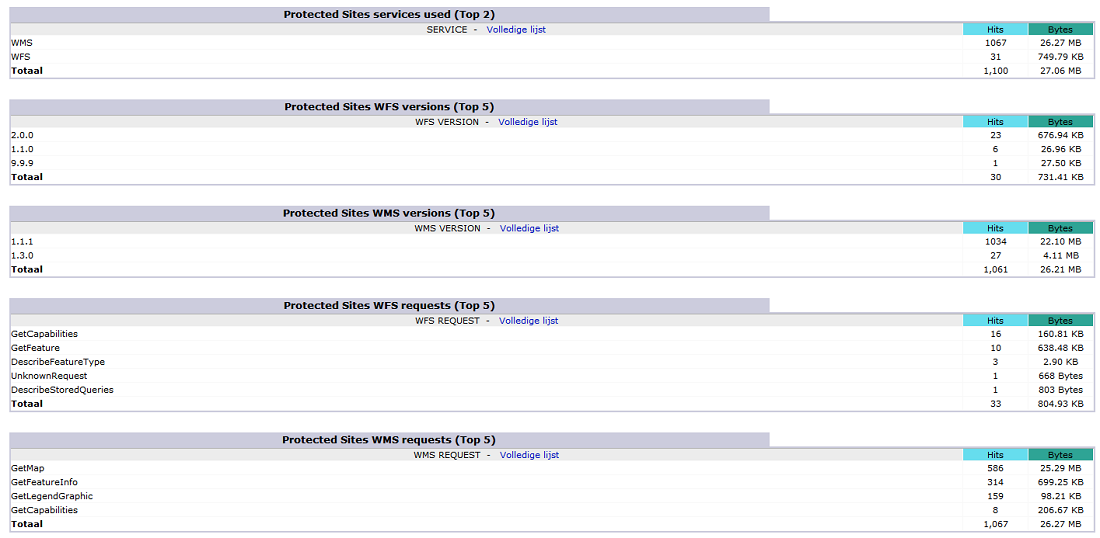 Protected Sites services used (Top 2)
SERVICE - Volledige lijst Hits Bytes
WMS 1067 26.27 MB
WFS 31 749.79 KB
Totaal 1,100 27.06 MB
Protected Sites WFS versions (Top 5)
WFS VERSION - Volledige lijst Hits Bytes
2.0.0 23 676.94 KB
1.1.0 6 26.96 KB
9.9.9 1 27.50 KB
Totaal 30 731.41 KB
Protected Sites WMS versions (Top 5)
WMS VERSION - Volledige lijst Hits Bytes
1.1.1 1034 22.10 MB
1.3.0 27 4.11 MB
Totaal 1,061 26.21 MB
Protected Sites WFS requests (Top 5)
WFS REQUEST - Volledige lijst Hits Bytes
GetCapabilities 16 160.81 KB
GetFeature 10 638.48 KB
DescribeFeatureType 3 2.90 KB
UnknownRequest 1 668 Bytes
DescribeStoredQueries 1 803 Bytes
Totaal 33 804.93 KB
Protected Sites WMS requests (Top 5)
WMS REQUEST - Volledige lijst Hits Bytes
GetMap 586 25.29 MB
GetFeatureInfo 314 699.25 KB
GetLegendGraphic 159 98.21 KB
GetCapabilities 8 206.67 KB
Totaal 1,067 26.27 MB